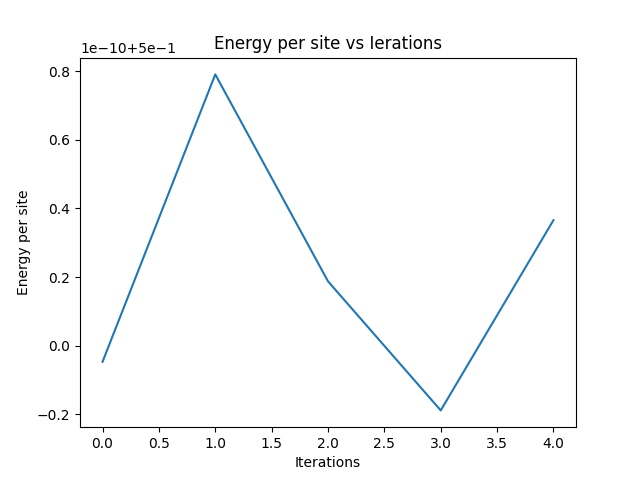 Energy per site vs Ierations
1e−10+5e−1
0.8
0.6
0.4
0.2
0.0
−0.2
Energy per site
0.0 0.5 1.0 1.5 2.0 2.5 3.0 3.5 4.0
Iterations